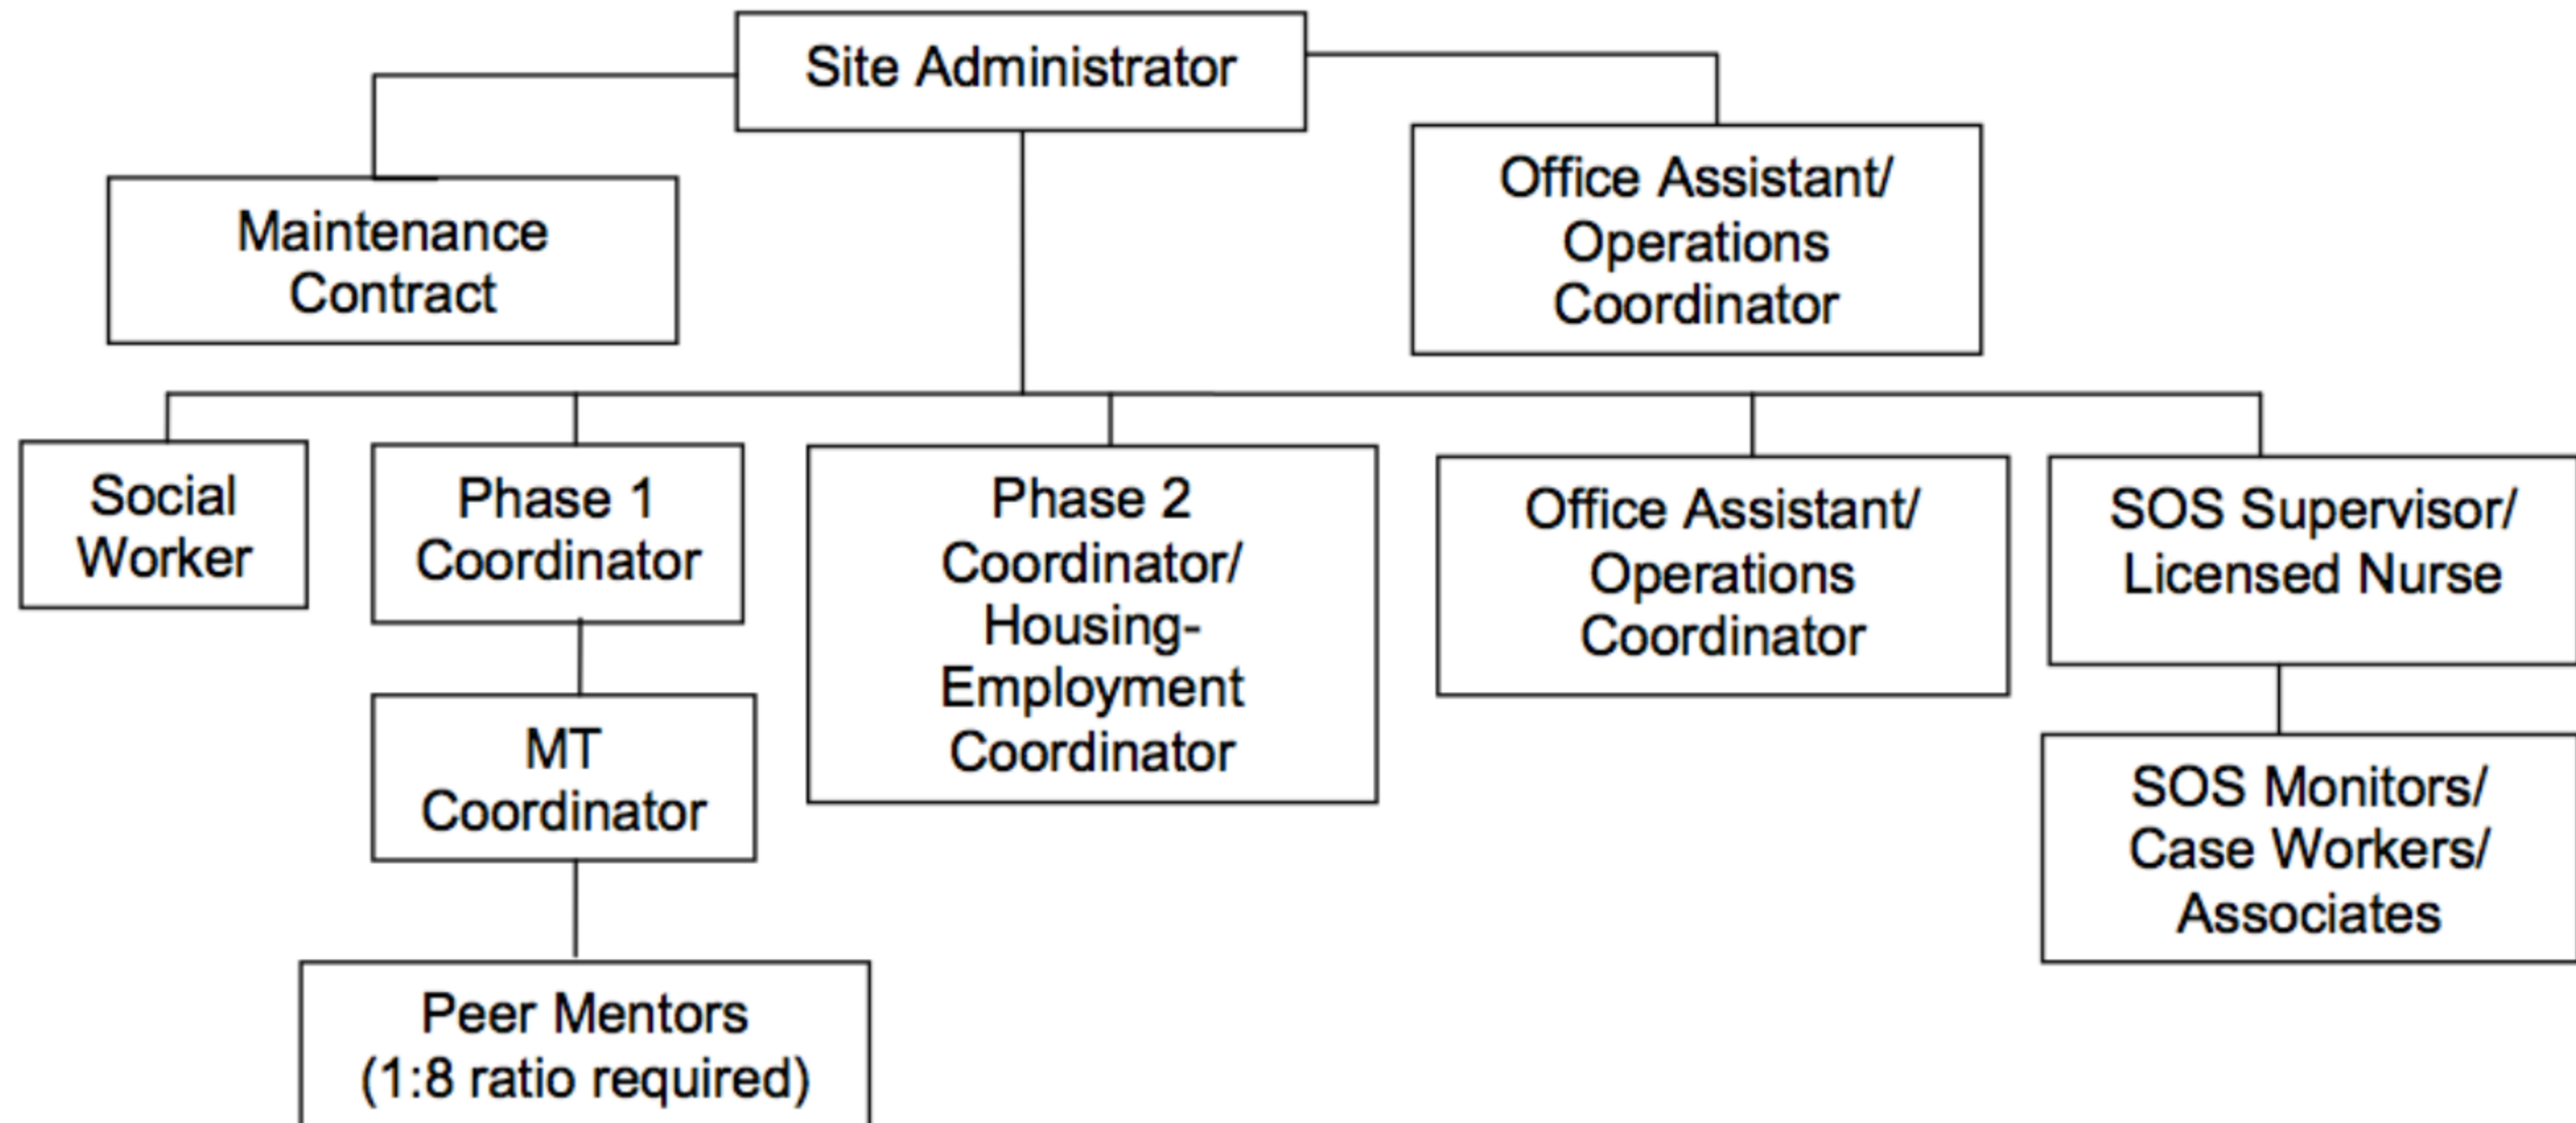 Site Administrator
Maintenance
Contract
Office Assistant/
Operations
Coordinator
Social
Worker
Phase 1
Coordinator
Phase 2
Coordinator/
Housing-
Employment
Coordinator
Office Assistant/
Operations
Coordinator
SOS Supervisor/
Licensed Nurse
MT
Coordinator
SOS Monitors/
Case Workers/
Associates
Peer Mentors
(1:8 ratio required)